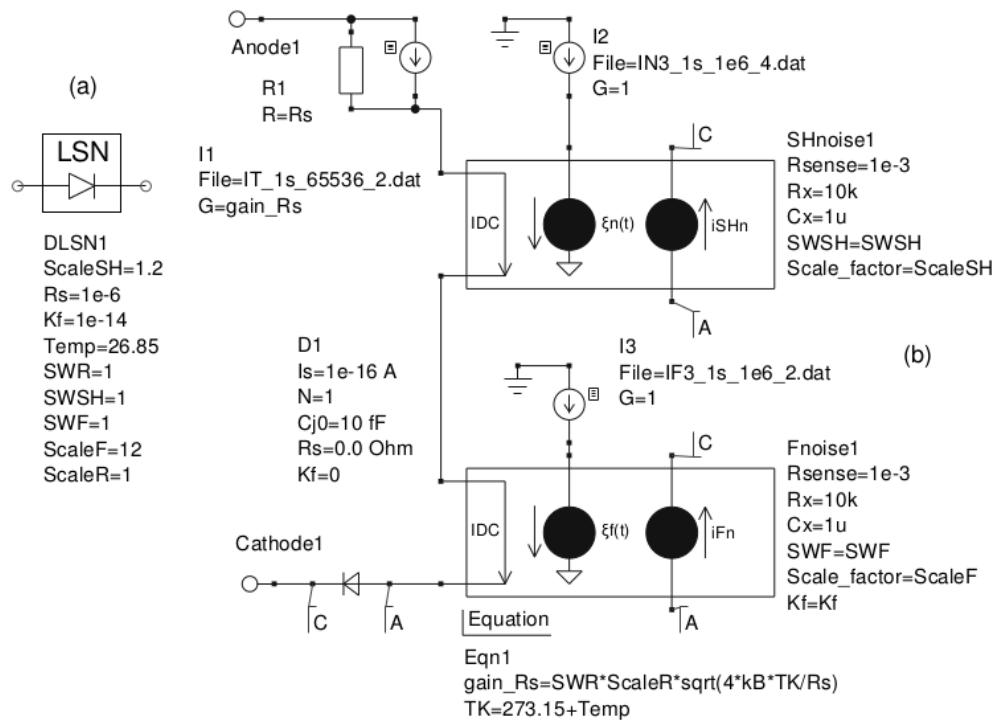 (a)
LSN
DLSN1
ScaleSH=1.2
Rs=1e-6
Kf=1e-14
Temp=26.85
SWR=1
SWSH=1
SWF=1
ScaleF=12
ScaleR=1
Anode1
R1
R=Rs
I1
File=IT_1s_65536_2.dat
G=gain_Rs
I2
File=IN3_1s_1e6_4.dat
G=1
C
IDC
ξn(t)
iSHn
A
SHnoise1
Rsense=1e-3
Rx=10k
Cx=1u
SWSH=SWSH
Scale_factor=ScaleSH
D1
Is=1e-16 A
N=1
Cj0=10 fF
Rs=0.0 Ohm
Kf=0
I3
File=IF3_1s_1e6_2.dat
G=1
(b)
C
IDC
ξf(t)
iFn
A
Fnoise1
Rsense=1e-3
Rx=10k
Cx=1u
SWF=SWF
Scale_factor=ScaleF
Kf=Kf
Cathode1
C
A
Equation
Eqn1
gain_Rs=SWR*ScaleR*sqrt(4*kB*TK/Rs)
TK=273.15+Temp